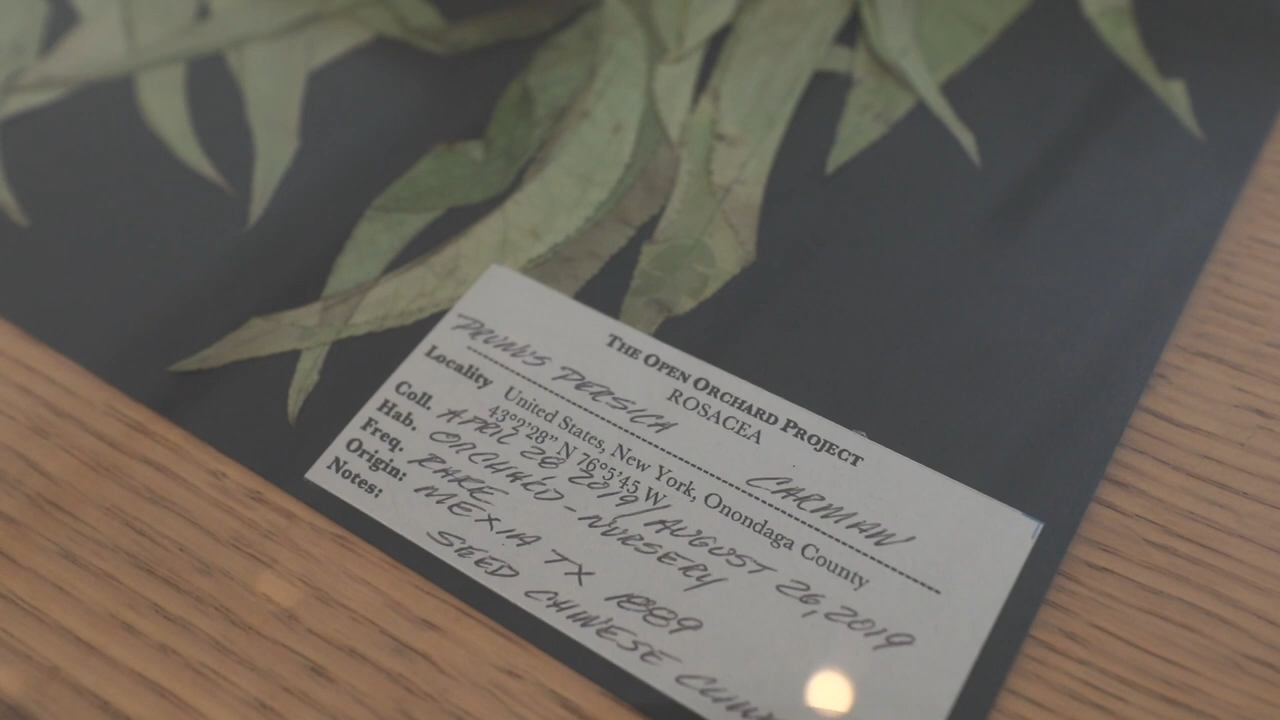 THE OPEN ORCHARD PROJECT
ROSACEA
PRUNUS PERSICA CARMAN
Locality United States, New York, Onondaga County
43°2'28" N 76°5'45 W
Coll. APRIL 28 2019/AUGUST 26, 2019
Hab. ORCHARD - NURSERY
Freq. RARE
Origin: MEXIA TX 1889
Notes: SEED CHINESE